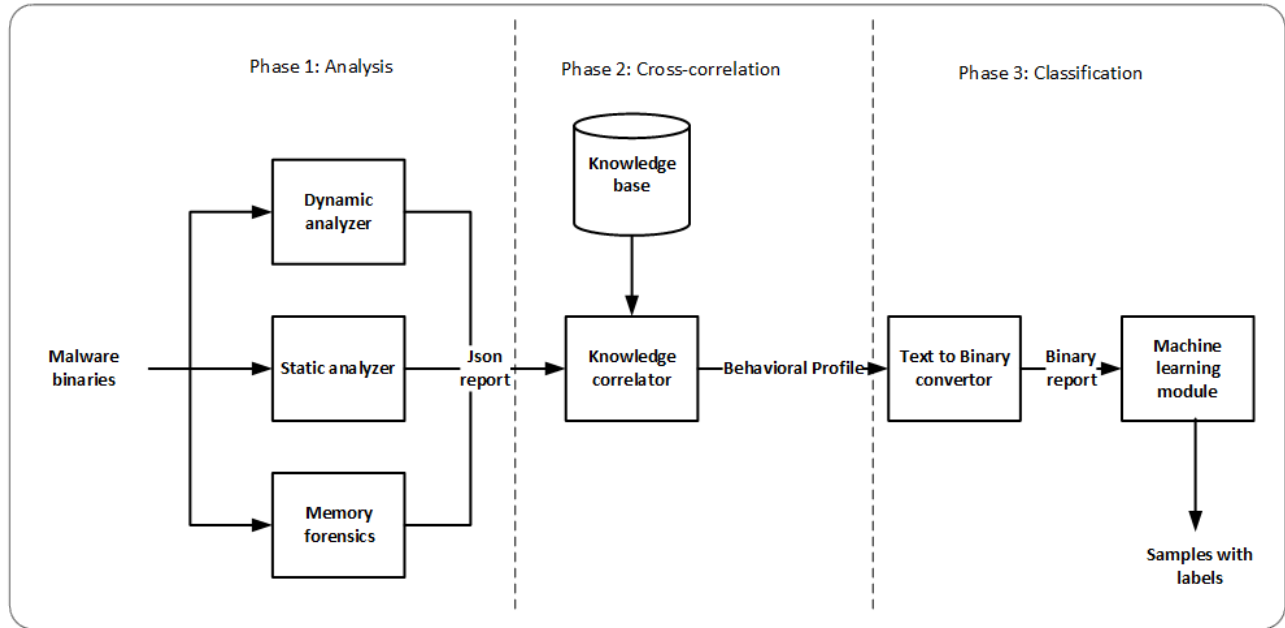 Phase 1: Analysis
Phase 2: Cross-correlation
Phase 3: Classification
Knowledge
base
Dynamic
analyzer
Malware
binaries
Static analyzer
Json
report
Knowledge
correlator
Behavioral Profile
Text to Binary
convertor
Binary
report
Machine
learning
module
Memory
forensics
Samples with
labels